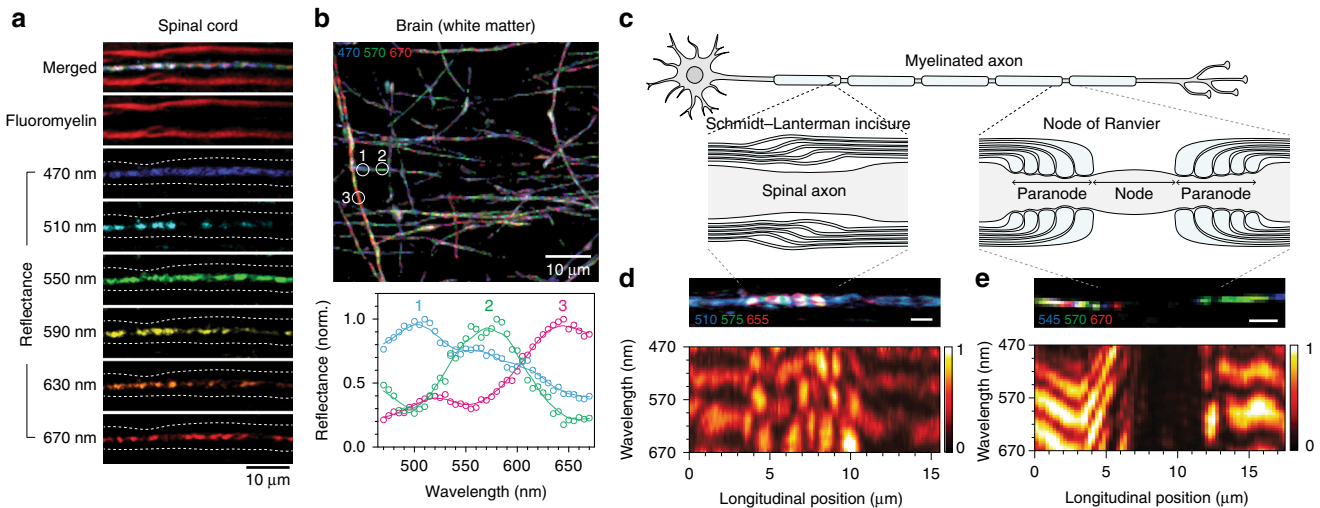 a
Spinal cord
Merged
Fluoromyelin
470 nm
510 nm
550 nm
590 nm
630 nm
670 nm
Reflectance
10 μm
b
Brain (white matter)
470 570 670
1
2
3
10 μm
1
2
3
Reflectance (norm.)
1.0
0.5
0.0
500
550
600
650
Wavelength (nm)
c
Myelinated axon
Schmidt–Lanterman incisure
Node of Ranvier
Spinal axon
Paranode
Node
Paranode
d
510 575 655
Wavelength (nm)
470
570
670
0
5
10
15
Longitudinal position (μm)
1
0
e
545 570 670
Wavelength (nm)
470
570
670
0
5
10
15
Longitudinal position (μm)
1
0